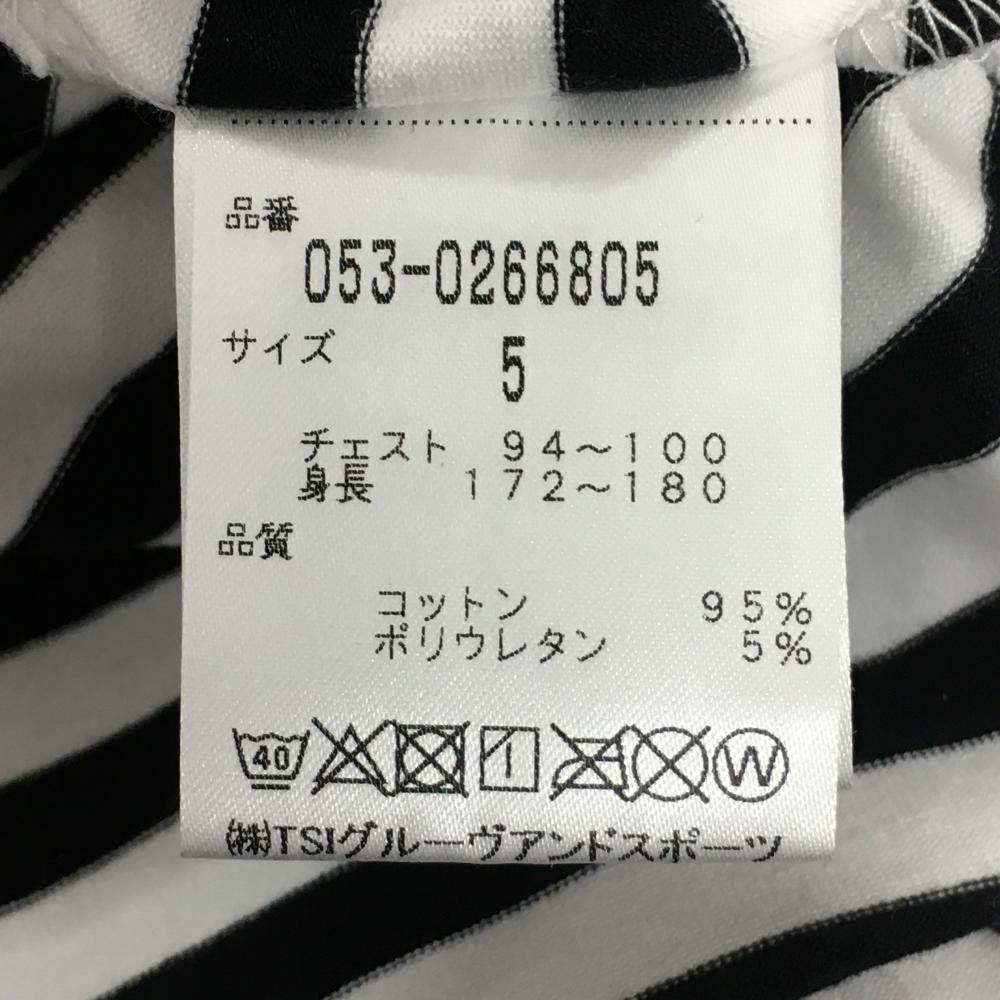 品番
053-0266805
サイズ 5
チェスト 94～100
身長 172～180
品質
コットン 95%
ポリウレタン 5%
40 W
㈱TSIグルーヴアンドスポーツ